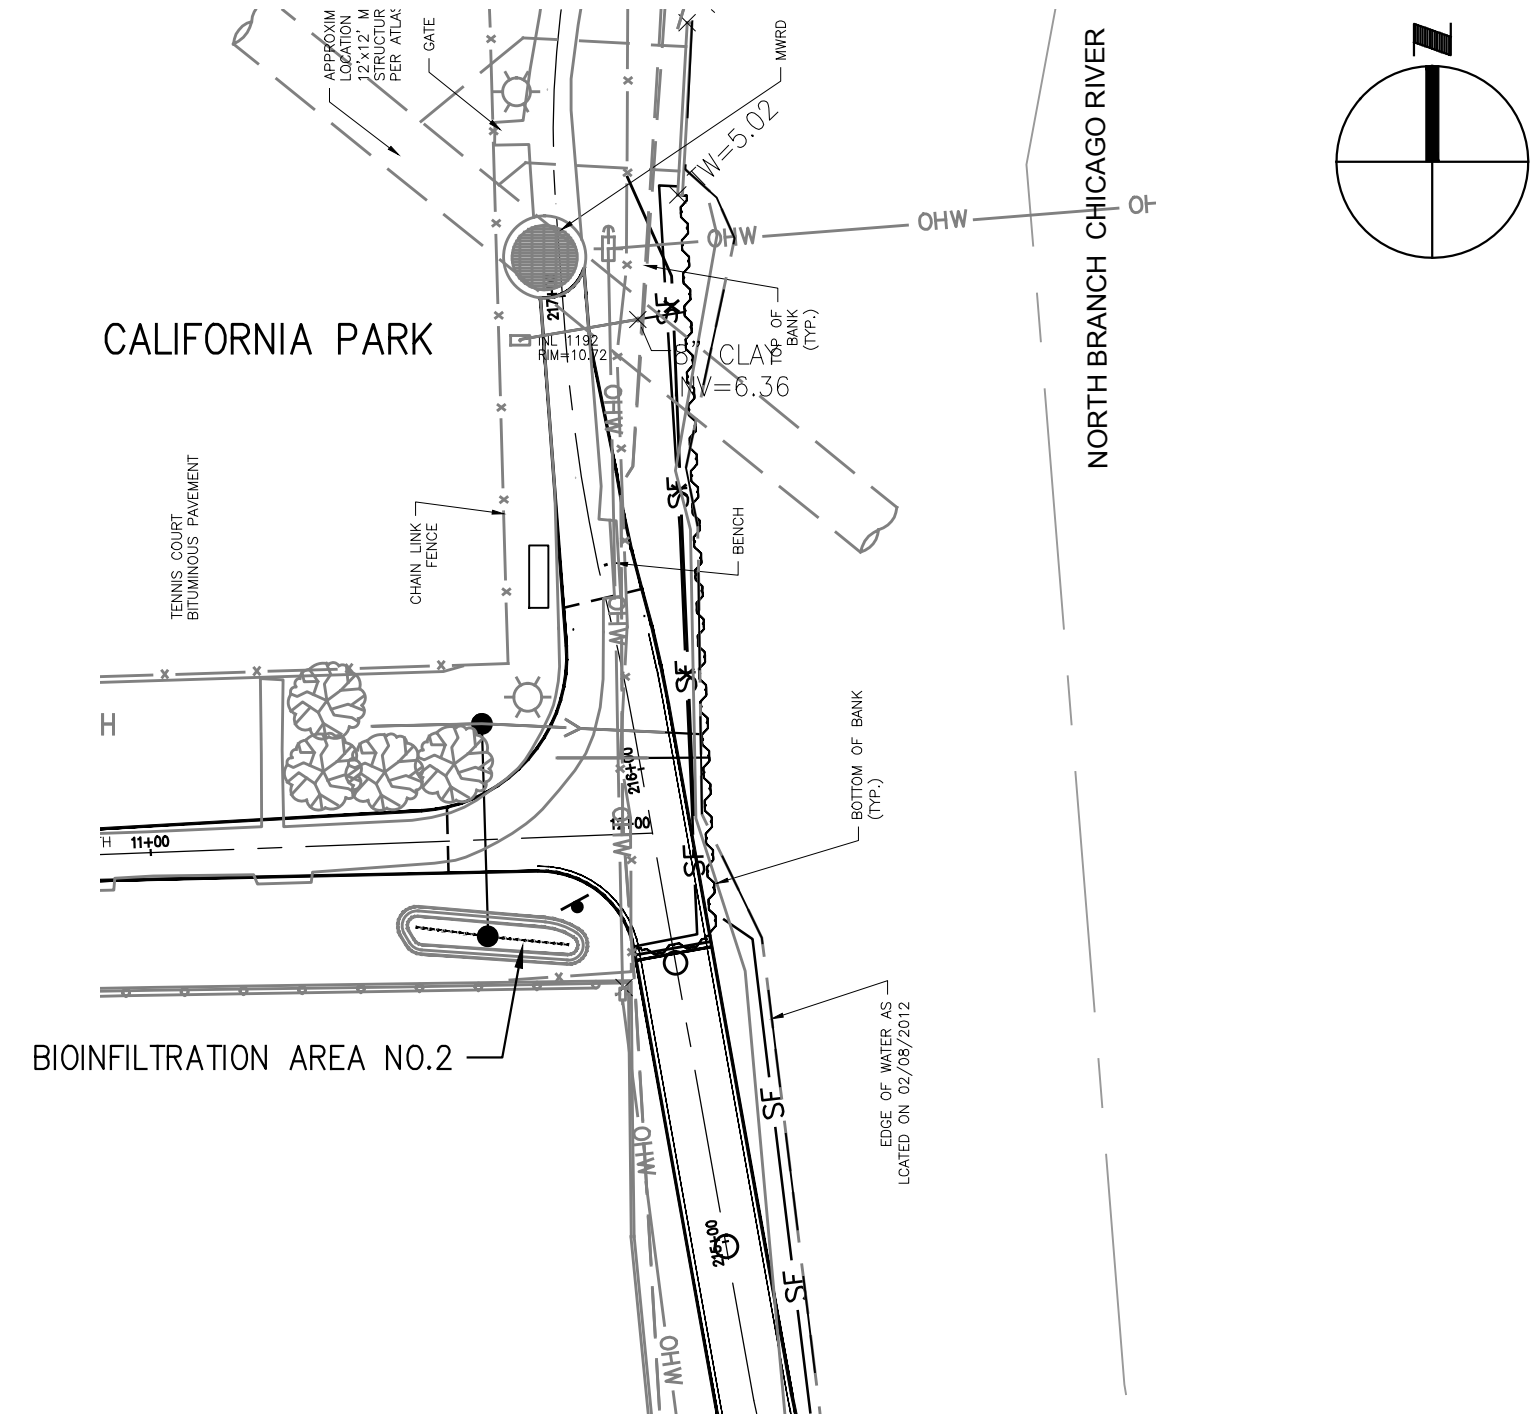 APPROXIM
LOCATION
12'x12' M
STRUCTUR
PER ATLAS
GATE
MWRD
TW=5.02
NORTH BRANCH CHICAGO RIVER
OHW
OHW
217+
CALIFORNIA PARK
INL 1192
RIM=10.72
8" CLAY
INV=6.36
TOP OF
BANK
(TYP.)
SF
OHW
SF
TENNIS COURT
BITUMINOUS PAVEMENT
CHAIN LINK
FENCE
BENCH
OHW
SF
H
216+00
BOTTOM OF BANK
(TYP.)
TH
11+00
OHW
SF
BIOINFILTRATION AREA NO.2
EDGE OF WATER AS
LCATED ON 02/08/2012
SF
OHW
215+00
SF
OHW